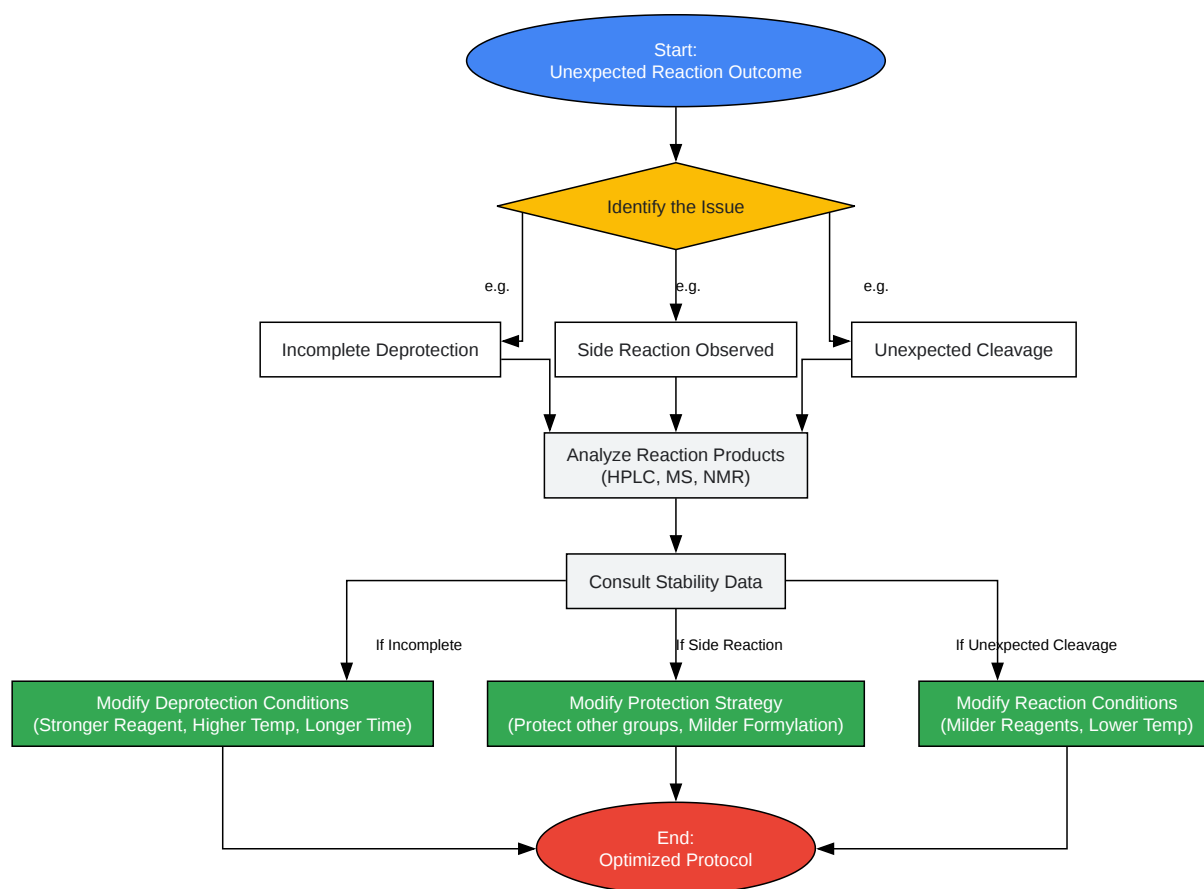 Start:
Unexpected Reaction Outcome
Identify the Issue
e.g.
e.g.
e.g.
Incomplete Deprotection
Side Reaction Observed
Unexpected Cleavage
Analyze Reaction Products
(HPLC, MS, NMR)
Consult Stability Data
If Incomplete
If Side Reaction
If Unexpected Cleavage
Modify Deprotection Conditions
(Stronger Reagent, Higher Temp, Longer Time)
Modify Protection Strategy
(Protect other groups, Milder Formylation)
Modify Reaction Conditions
(Milder Reagents, Lower Temp)
End:
Optimized Protocol